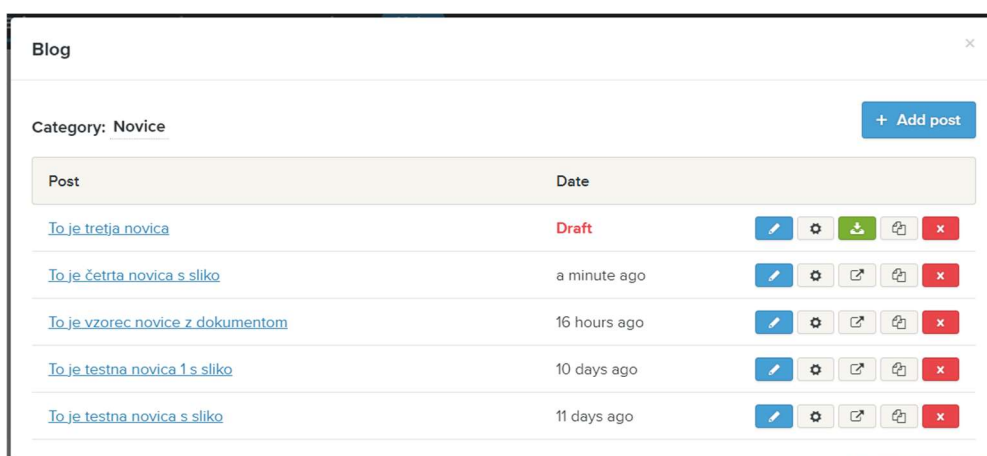 Blog
Category: Novice
+ Add post
Post Date
To je tretja novica Draft
To je četrta novica s sliko a minute ago
To je vzorec novice z dokumentom 16 hours ago
To je testna novica 1 s sliko 10 days ago
To je testna novica s sliko 11 days ago